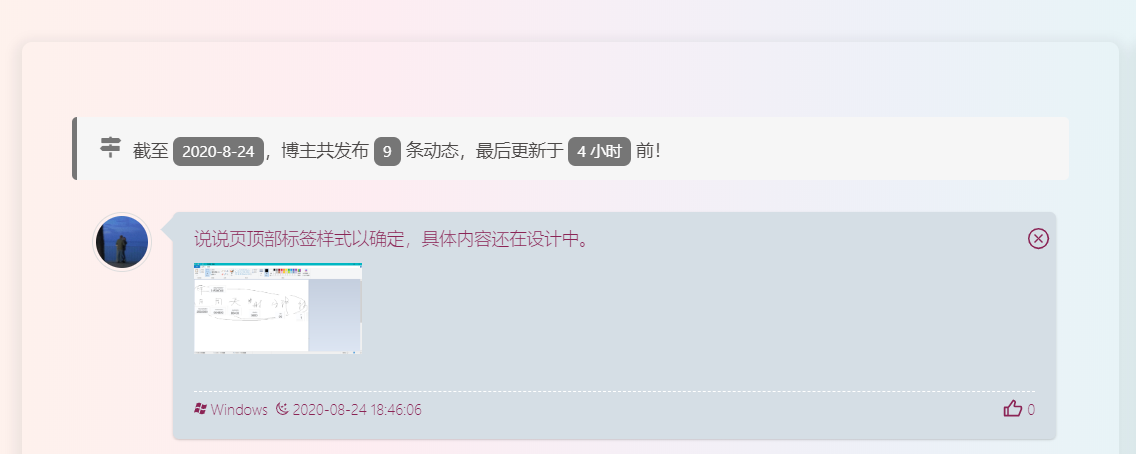 截至 2020-8-24，博主共发布 9 条动态，最后更新于 4 小时 前！
说说页顶部标签样式以确定，具体内容还在设计中。
Windows 2020-08-24 18:46:06 0